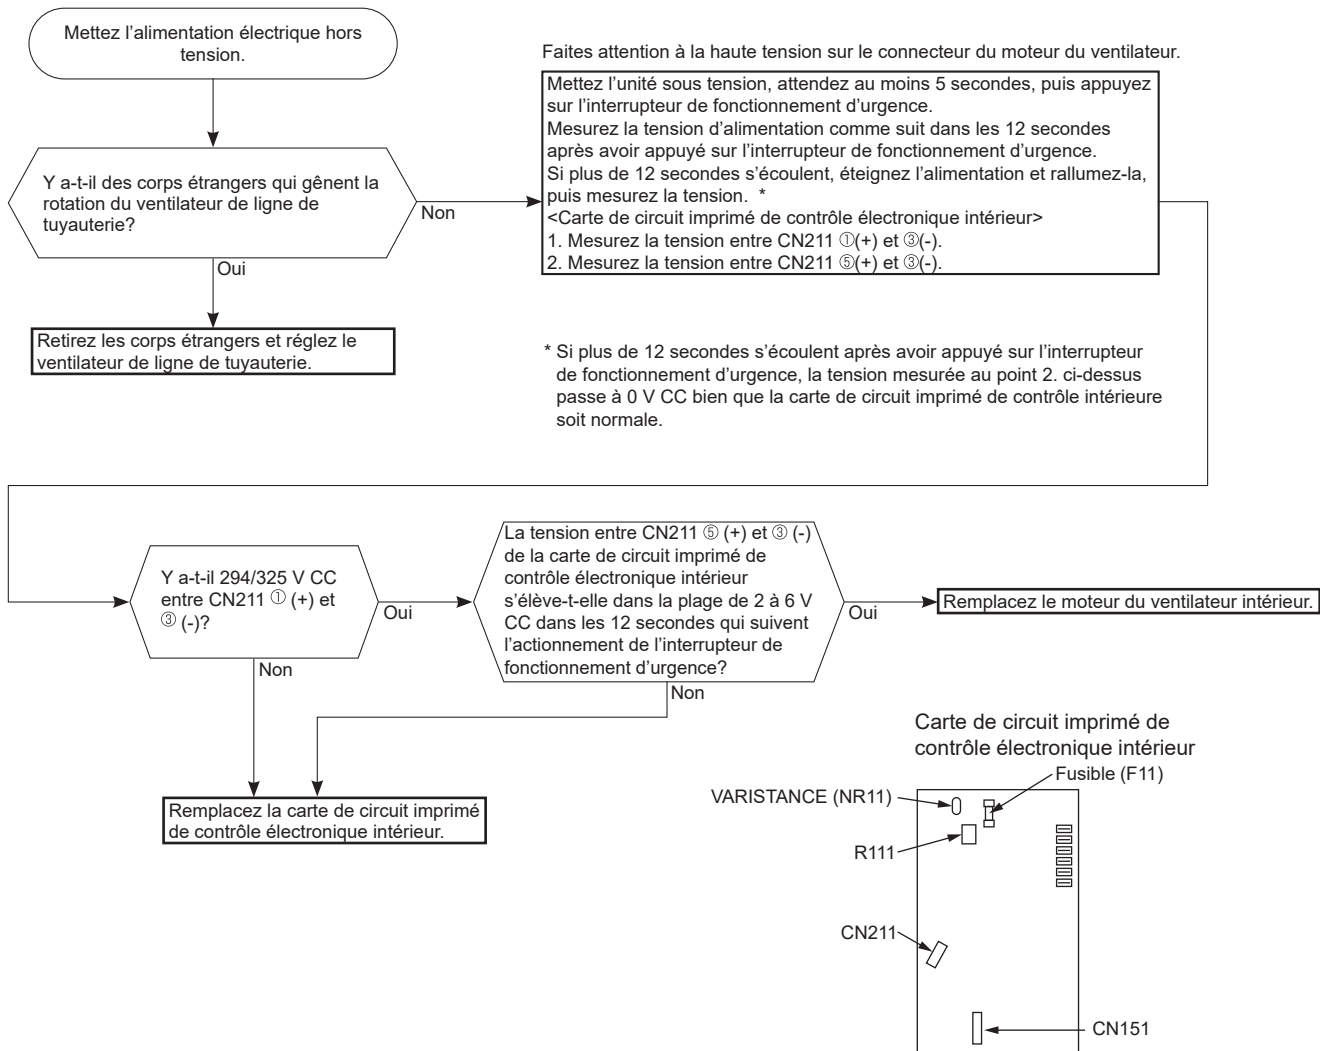 Mettez l’alimentation électrique hors
tension.
Faites attention à la haute tension sur le connecteur du moteur du ventilateur.
Mettez l’unité sous tension, attendez au moins 5 secondes, puis appuyez
sur l’interrupteur de fonctionnement d’urgence.
Mesurez la tension d’alimentation comme suit dans les 12 secondes
après avoir appuyé sur l’interrupteur de fonctionnement d’urgence.
Si plus de 12 secondes s’écoulent, éteignez l’alimentation et rallumez-la,
puis mesurez la tension. *
<Carte de circuit imprimé de contrôle électronique intérieur>
1. Mesurez la tension entre CN211 ①(+) et ③(-).
2. Mesurez la tension entre CN211 ⑤(+) et ③(-).
Y a-t-il des corps étrangers qui gênent la
rotation du ventilateur de ligne de
tuyauterie?
Non
Oui
Retirez les corps étrangers et réglez le
ventilateur de ligne de tuyauterie.
* Si plus de 12 secondes s’écoulent après avoir appuyé sur l’interrupteur
de fonctionnement d’urgence, la tension mesurée au point 2. ci-dessus
passe à 0 V CC bien que la carte de circuit imprimé de contrôle intérieure
soit normale.
Y a-t-il 294/325 V CC
entre CN211 ① (+) et
③ (-)?
Oui
Non
La tension entre CN211 ⑤ (+) et ③ (-)
de la carte de circuit imprimé de
contrôle électronique intérieur
s’élève-t-elle dans la plage de 2 à 6 V
CC dans les 12 secondes qui suivent
l’actionnement de l’interrupteur de
fonctionnement d’urgence?
Oui
Non
Remplacez le moteur du ventilateur intérieur.
Remplacez la carte de circuit imprimé
de contrôle électronique intérieur.
Carte de circuit imprimé de
contrôle électronique intérieur
Fusible (F11)
VARISTANCE (NR11)
R111
CN211
CN151